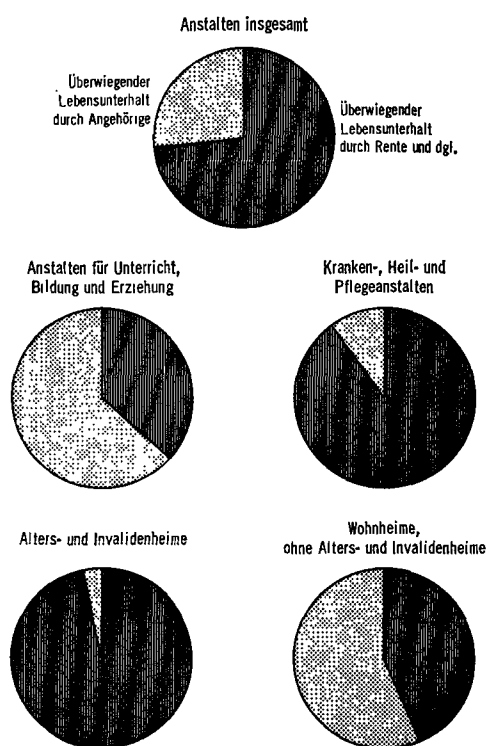 Anstalten insgesamt
Überwiegender
Lebensunterhalt
durch Angehörige
Überwiegender
Lebensunterhalt
durch Rente und dgl.
Anstalten für Unterricht,
Bildung und Erziehung
Kranken-, Heil- und
Pflegeanstalten
Alters- und Invalidenheime
Wohnheime,
ohne Alters- und Invalidenheime